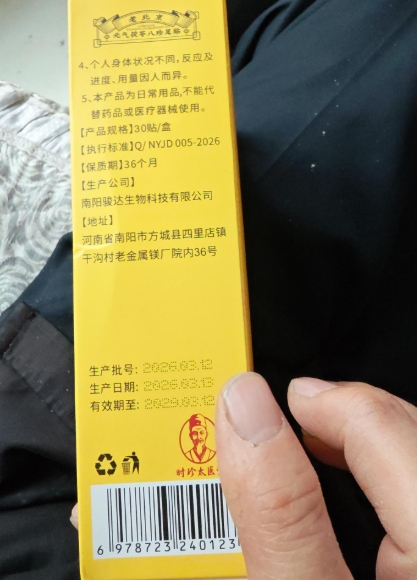 老北京
元气茯苓八珍足贴
4、个人身体状况不同，反应及
进度、用量因人而异。
5、本产品为日常用品，不能代
替药品或医疗器械使用。
【产品规格】30贴/盒
【执行标准】Q/ NYJD 005-2026
【保质期】36个月
【生产公司】
南阳骏达生物科技有限公司
【地址】
河南省南阳市方城县四里店镇
干沟村老金属镁厂院内36号
生产批号: 2026.03.12
生产日期: 2026.03.13
有效期至: 2029.03.12
时珍太医
6 978723 240123